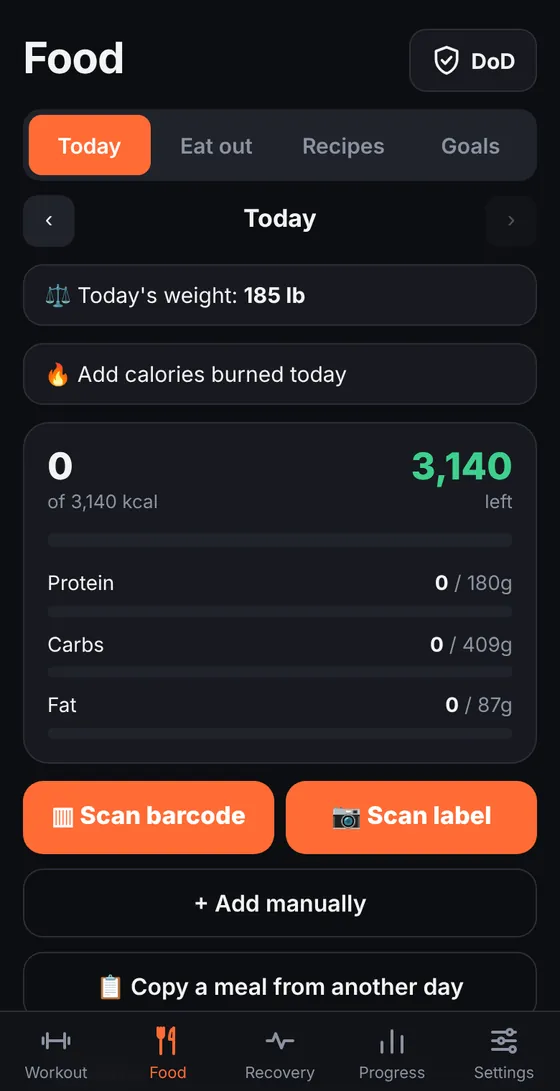 Food
DoD
Today
Eat out
Recipes
Goals
‹
Today
›
⚖️ Today's weight: 185 lb
🔥 Add calories burned today
0
3,140
of 3,140 kcal
left
Protein
0 / 180g
Carbs
0 / 409g
Fat
0 / 87g
Scan barcode
📷 Scan label
+ Add manually
📋 Copy a meal from another day
Workout
Food
Recovery
Progress
Settings